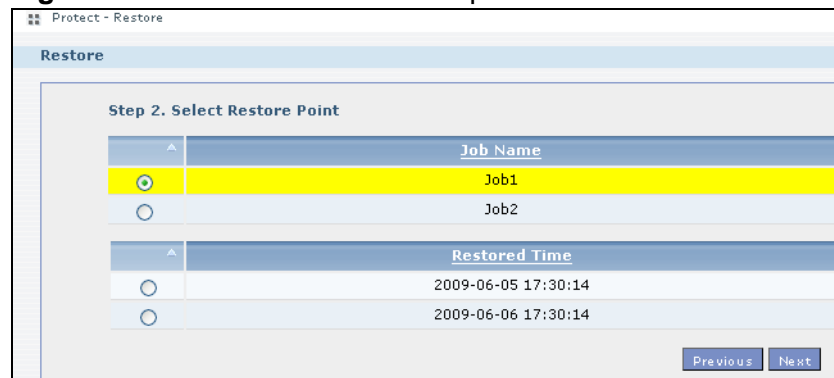 Protect - Restore
Restore
Step 2. Select Restore Point
Job Name
Job1
Job2
Restored Time
2009-06-05 17:30:14
2009-06-06 17:30:14
Previous Next